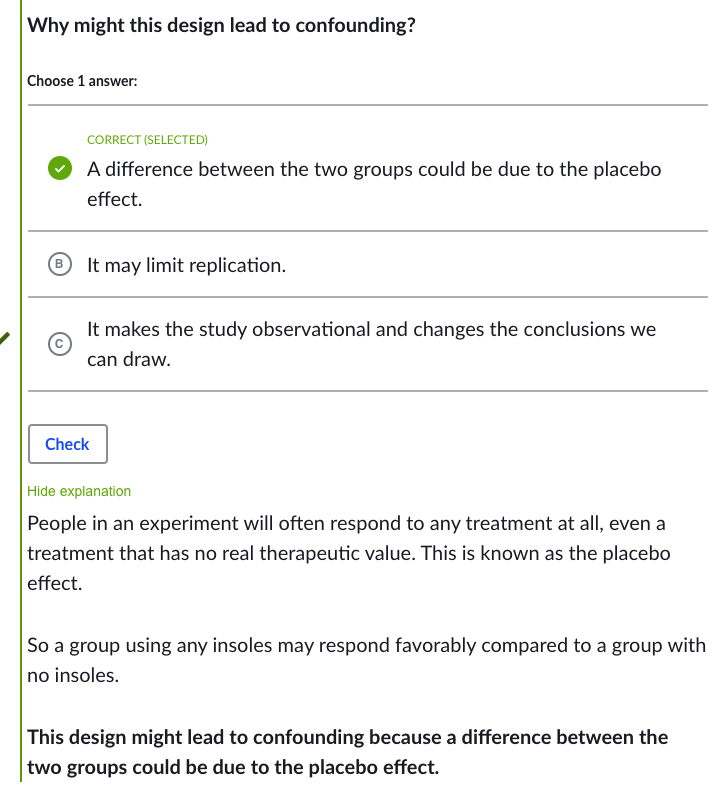 Why might this design lead to confounding?
Choose 1 answer:
CORRECT (SELECTED)
A difference between the two groups could be due to the placebo
effect.
B
It may limit replication.
C
It makes the study observational and changes the conclusions we
can draw.
Check
Hide explanation
People in an experiment will often respond to any treatment at all, even a
treatment that has no real therapeutic value. This is known as the placebo
effect.
So a group using any insoles may respond favorably compared to a group with
no insoles.
This design might lead to confounding because a difference between the
two groups could be due to the placebo effect.